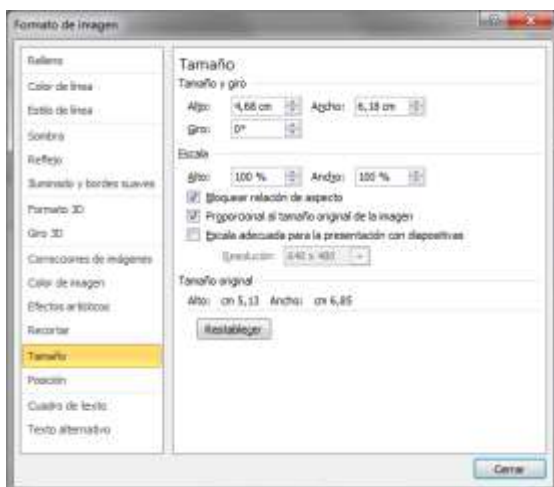 Formato de imagen
Relleno
Color de línea
Estilo de línea
Sombra
Reflejo
Iluminado y bordes suaves
Formato 3D
Giro 3D
Correcciones de imágenes
Color de imagen
Efectos artísticos
Recortar
Tamaño
Posición
Cuadro de texto
Texto alternativo
Tamaño
Tamaño y giro
Alto: 4,68 cm Ancho: 6,18 cm
Giro: 0°
Escala
Alto: 100 % Ancho: 100 %
Bloquear relación de aspecto
Proporcional al tamaño original de la imagen
Escala adecuada para la presentación con diapositivas
Resolución: 640 x 480
Tamaño original
Alto: cm 5,13 Ancho: cm 6,85
Restablecer
Cerrar